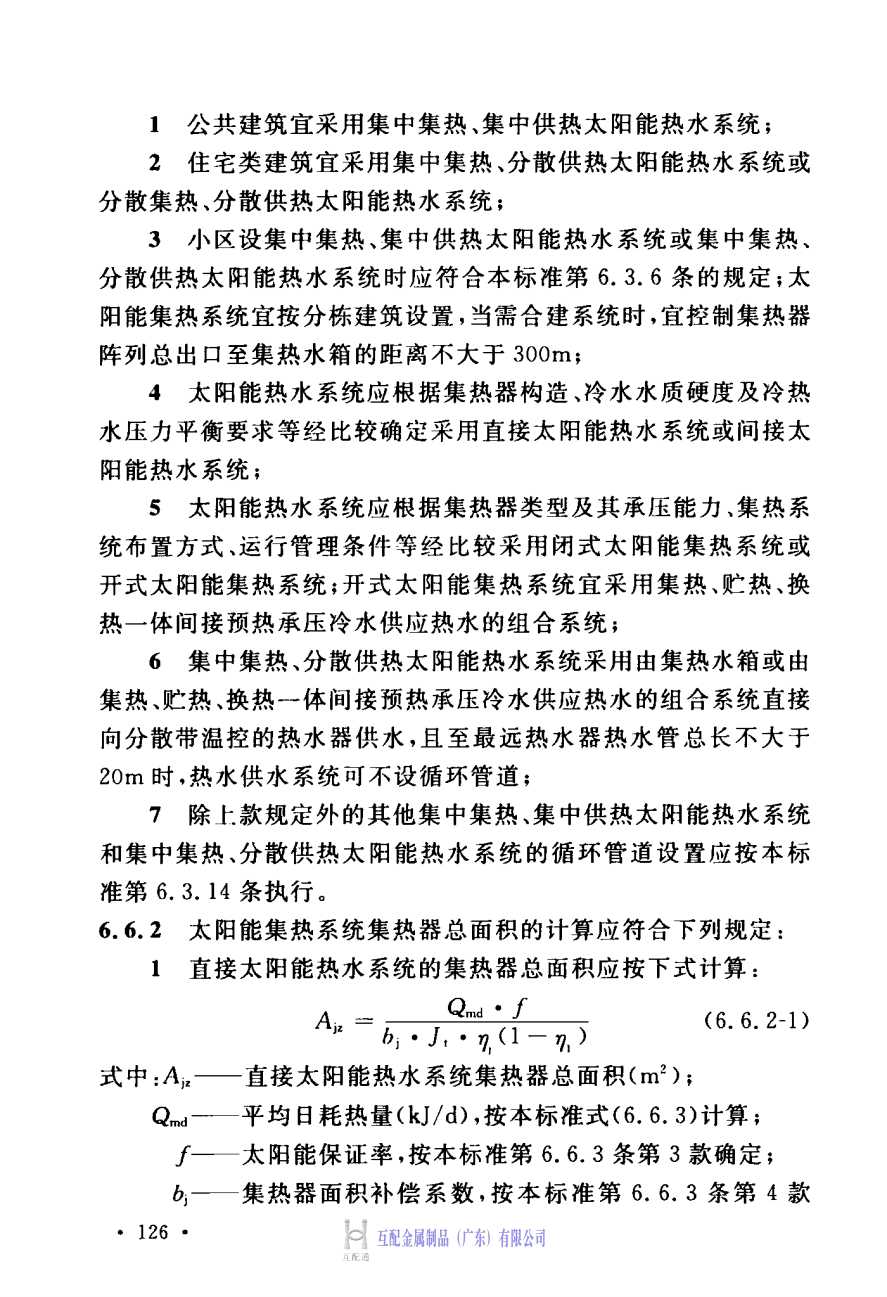 1　公共建筑宜采用集中集热、集中供热太阳能热水系统；
2　住宅类建筑宜采用集中集热、分散供热太阳能热水系统或
分散集热、分散供热太阳能热水系统；
3　小区设集中集热、集中供热太阳能热水系统或集中集热、
分散供热太阳能热水系统时应符合本标准第 6.3.6 条的规定；太
阳能集热系统宜按分栋建筑设置，当需合建系统时，宜控制集热器
阵列总出口至集热水箱的距离不大于 300m；
4　太阳能热水系统应根据集热器构造、冷水水质硬度及冷热
水压力平衡要求等经比较确定采用直接太阳能热水系统或间接太
阳能热水系统；
5　太阳能热水系统应根据集热器类型及其承压能力、集热系
统布置方式、运行管理条件等经比较采用闭式太阳能集热系统或
开式太阳能集热系统；开式太阳能集热系统宜采用集热、贮热、换
热一体间接预热承压冷水供应热水的组合系统；
6　集中集热、分散供热太阳能热水系统采用由集热水箱或由
集热、贮热、换热一体间接预热承压冷水供应热水的组合系统直接
向分散带温控的热水器供水，且至最远热水器热水管总长不大于
20m 时，热水供水系统可不设循环管道；
7　除上款规定外的其他集中集热、集中供热太阳能热水系统
和集中集热、分散供热太阳能热水系统的循环管道设置应按本标
准第 6.3.14 条执行。
6.6.2　太阳能集热系统集热器总面积的计算应符合下列规定：
1　直接太阳能热水系统的集热器总面积应按下式计算：
A_jz = (Q_md · f) / (b_j · J_t · η_j (1 − η_l))　(6.6.2-1)
式中：A_jz——直接太阳能热水系统集热器总面积(m²)；
Q_md——平均日耗热量(kJ/d)，按本标准式(6.6.3)计算；
f——太阳能保证率，按本标准第 6.6.3 条第 3 款确定；
b_j——集热器面积补偿系数，按本标准第 6.6.3 条第 4 款
· 126 ·
互配金属制品（广东）有限公司
互配通